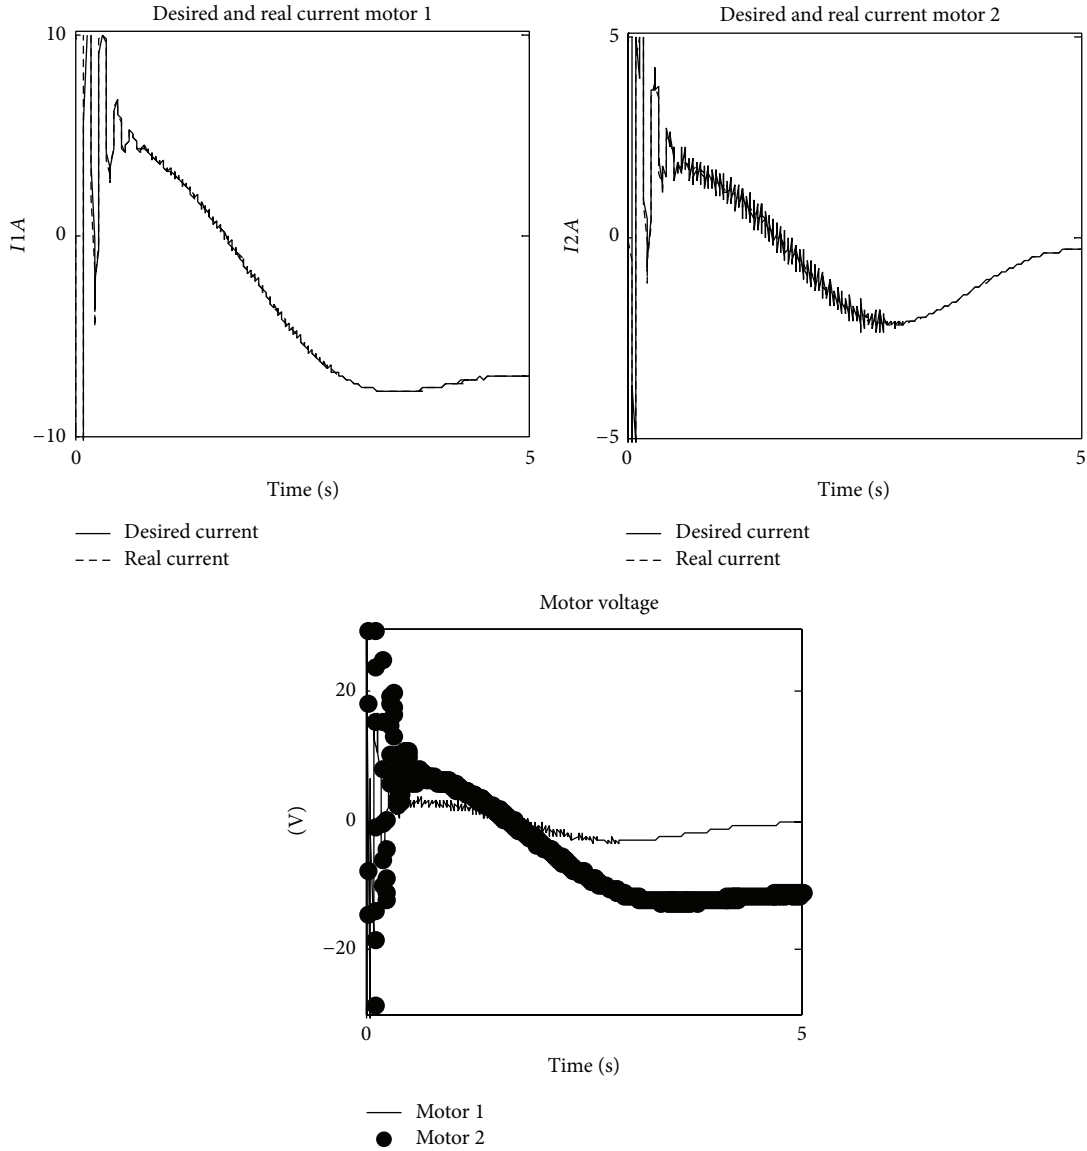 Desired and real current motor 1
10
0
−10
I1A
0
5
Time (s)
Desired current
Real current
Desired and real current motor 2
5
0
−5
I2A
0
5
Time (s)
Desired current
Real current
Motor voltage
20
0
−20
(V)
0
5
Time (s)
Motor 1
Motor 2